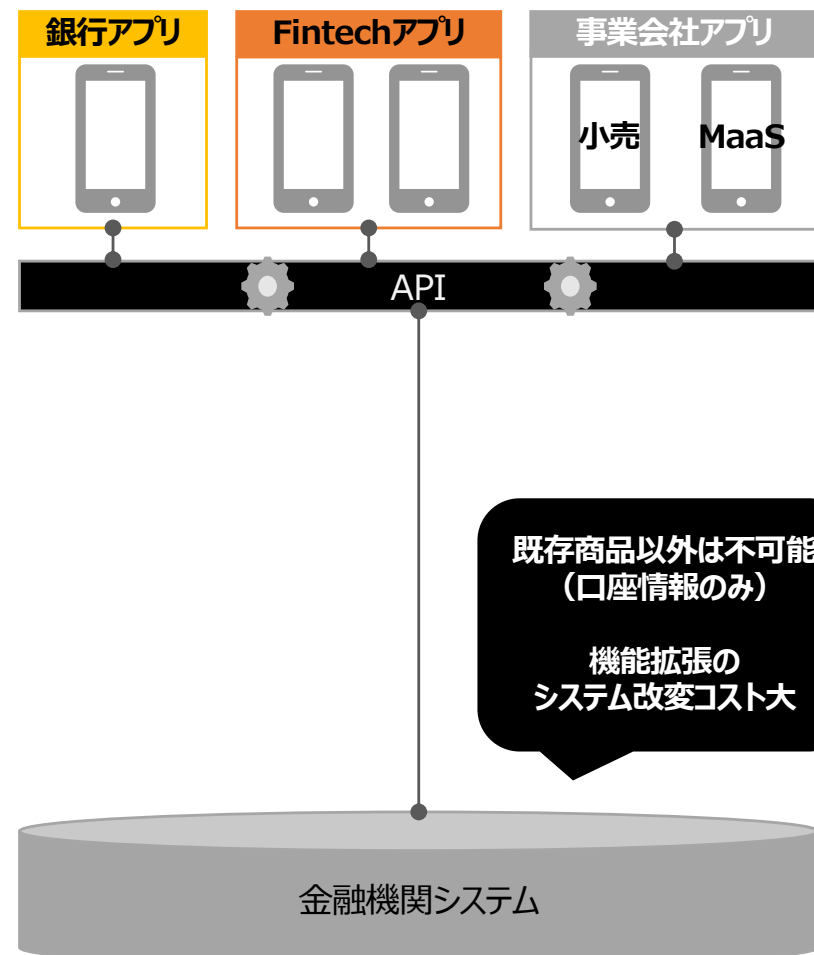 銀行アプリ
Fintechアプリ
事業会社アプリ
小売
MaaS
API
既存商品以外は不可能
（口座情報のみ）
機能拡張の
システム改変コスト大
金融機関システム